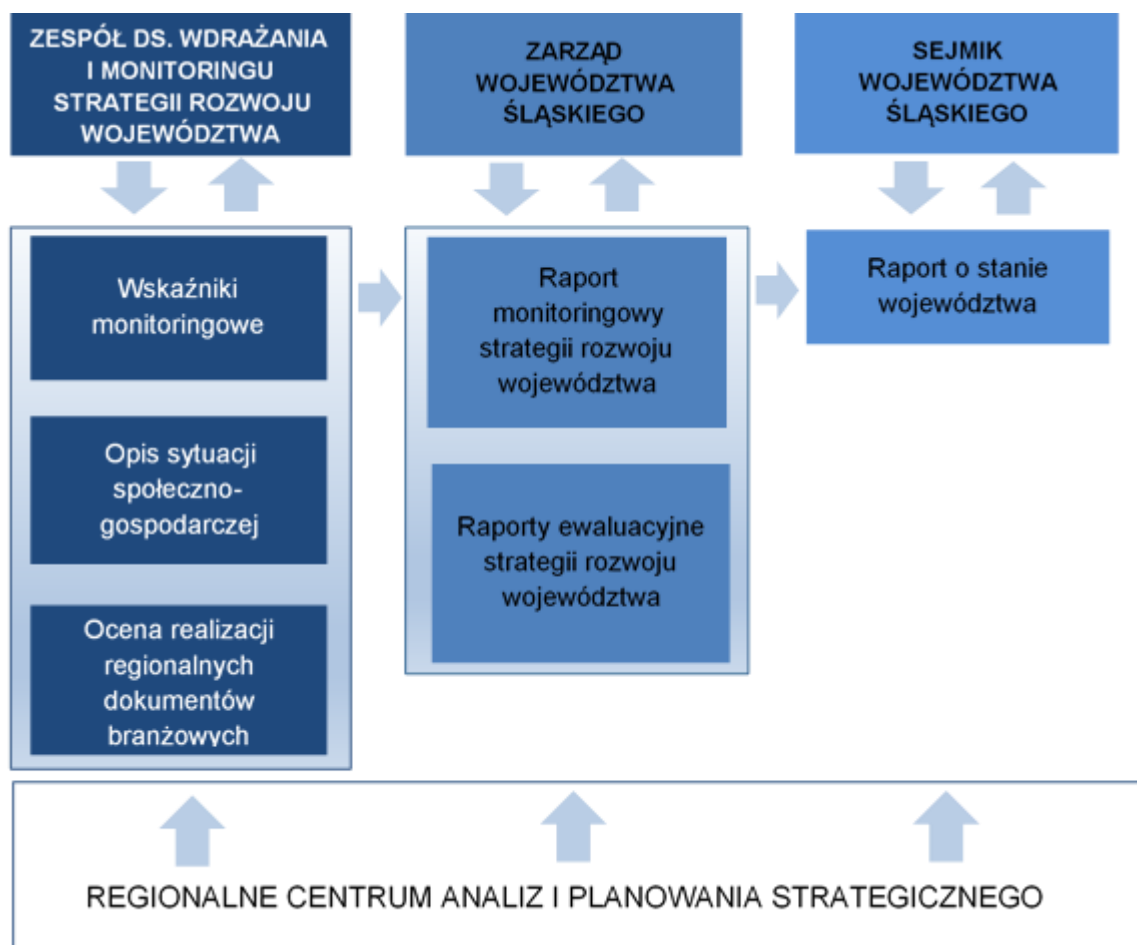 ZESPÓŁ DS. WDRAŻANIA
I MONITORINGU
STRATEGII ROZWOJU
WOJEWÓDZTWA
ZARZĄD
WOJEWÓDZTWA
ŚLĄSKIEGO
SEJMIK
WOJEWÓDZTWA
ŚLĄSKIEGO
Wskaźniki
monitoringowe
Opis sytuacji
społeczno-
gospodarczej
Ocena realizacji
regionalnych
dokumentów
branżowych
Raport
monitoringowy
strategii rozwoju
województwa
Raporty ewaluacyjne
strategii rozwoju
województwa
Raport o stanie
województwa
REGIONALNE CENTRUM ANALIZ I PLANOWANIA STRATEGICZNEGO